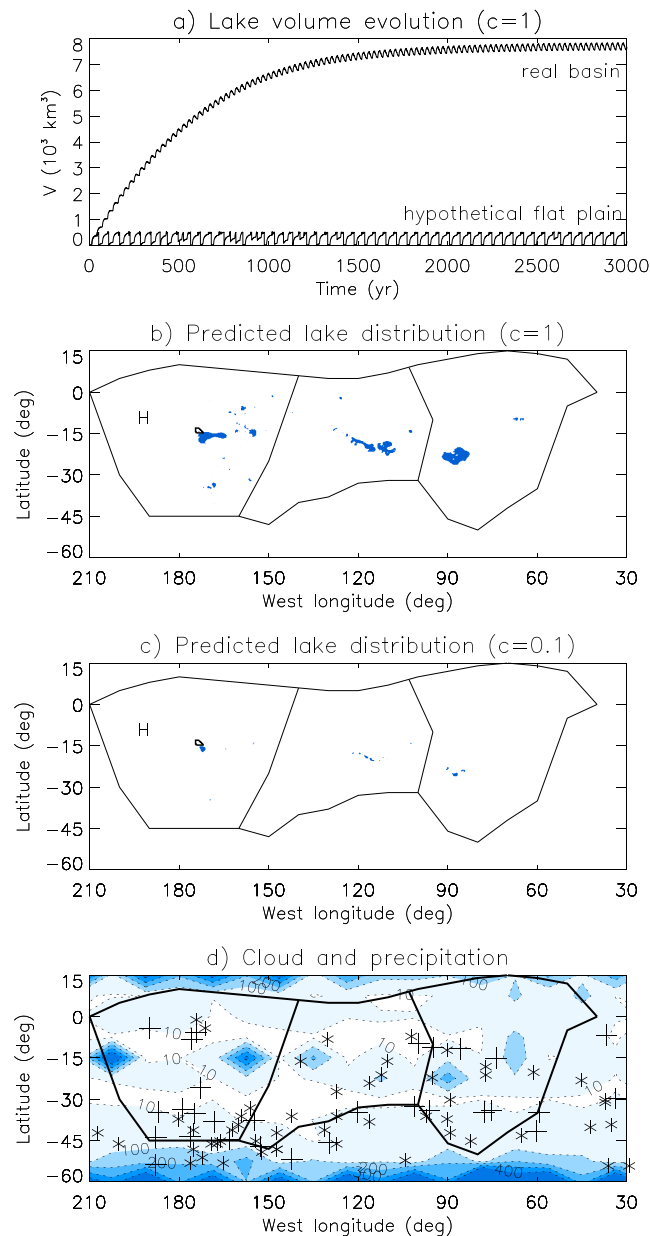 a) Lake volume evolution (c=1)
V (10³ km³)
8
7
6
5
4
3
2
1
0
real basin
hypothetical flat plain
0 500 1000 1500 2000 2500 3000
Time (yr)
b) Predicted lake distribution (c=1)
Latitude (deg)
15
0
-15
-30
-45
-60
H
210 180 150 120 90 60 30
West longitude (deg)
c) Predicted lake distribution (c=0.1)
Latitude (deg)
15
0
-15
-30
-45
-60
H
210 180 150 120 90 60 30
West longitude (deg)
d) Cloud and precipitation
Latitude (deg)
15
0
-15
-30
-45
-60
100
10
100
10
10
10
10
10
10
100
200
200
400
210 180 150 120 90 60 30
West longitude (deg)